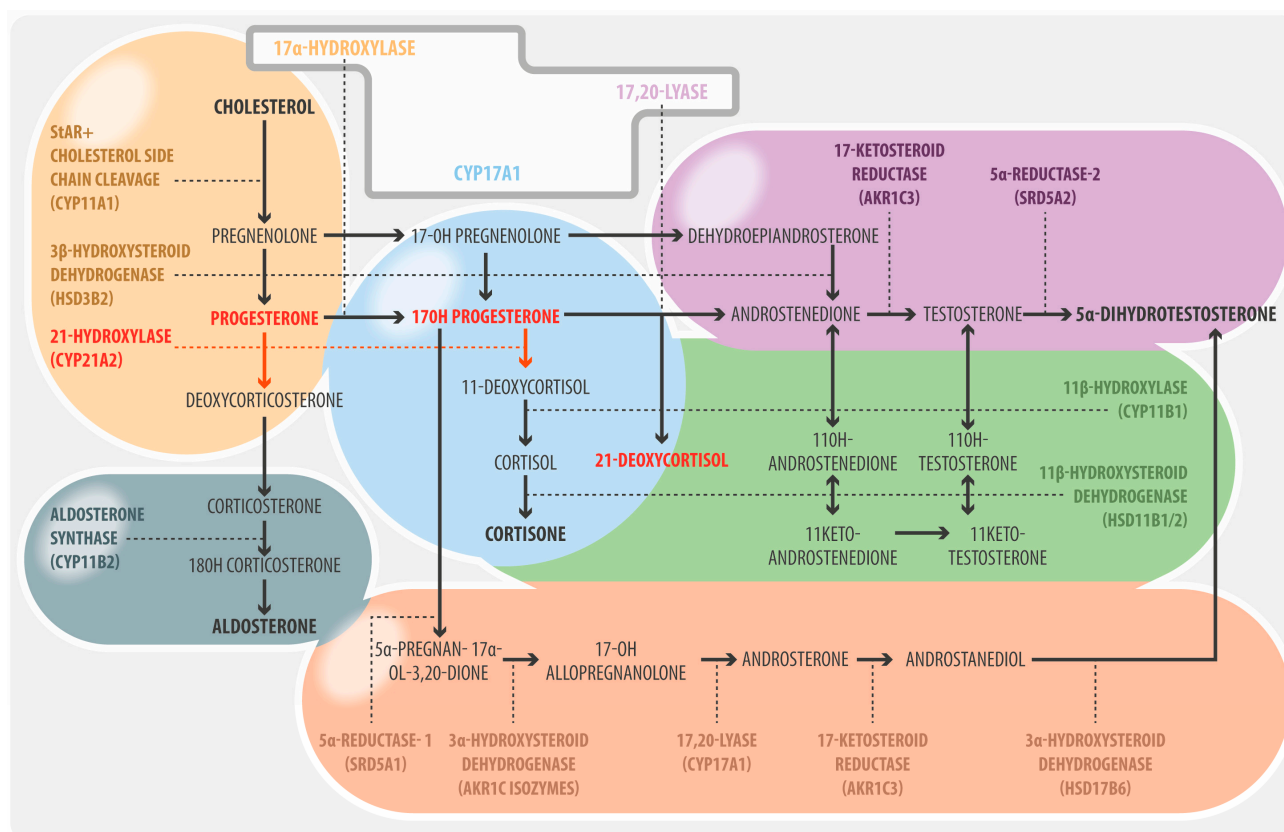 17α-HYDROXYLASE
17,20-LYASE
CYP17A1
CHOLESTEROL
StAR+
CHOLESTEROL SIDE
CHAIN CLEAVAGE
(CYP11A1)
PREGNENOLONE
17-OH PREGNENOLONE
DEHYDROEPIANDROSTERONE
17-KETOSTEROID
REDUCTASE
(AKR1C3)
5α-REDUCTASE-2
(SRD5A2)
3β-HYDROXYSTEROID
DEHYDROGENASE
(HSD3B2)
PROGESTERONE
17OH PROGESTERONE
ANDROSTENEDIONE
TESTOSTERONE
5α-DIHYDROTESTOSTERONE
21-HYDROXYLASE
(CYP21A2)
DEOXYCORTICOSTERONE
11-DEOXYCORTISOL
11β-HYDROXYLASE
(CYP11B1)
CORTISOL
21-DEOXYCORTISOL
11OH-
ANDROSTENEDIONE
11OH-
TESTOSTERONE
11β-HYDROXYSTEROID
DEHYDROGENASE
(HSD11B1/2)
CORTISONE
11KETO-
ANDROSTENEDIONE
11KETO-
TESTOSTERONE
CORTICOSTERONE
ALDOSTERONE
SYNTHASE
(CYP11B2)
18OH CORTICOSTERONE
ALDOSTERONE
5α-PREGNAN- 17α-
OL-3,20-DIONE
17-OH
ALLOPREGNANOLONE
ANDROSTERONE
ANDROSTANEDIOL
5α-REDUCTASE- 1
(SRD5A1)
3α-HYDROXYSTEROID
DEHYDROGENASE
(AKR1C ISOZYMES)
17,20-LYASE
(CYP17A1)
17-KETOSTEROID
REDUCTASE
(AKR1C3)
3α-HYDROXYSTEROID
DEHYDROGENASE
(HSD17B6)